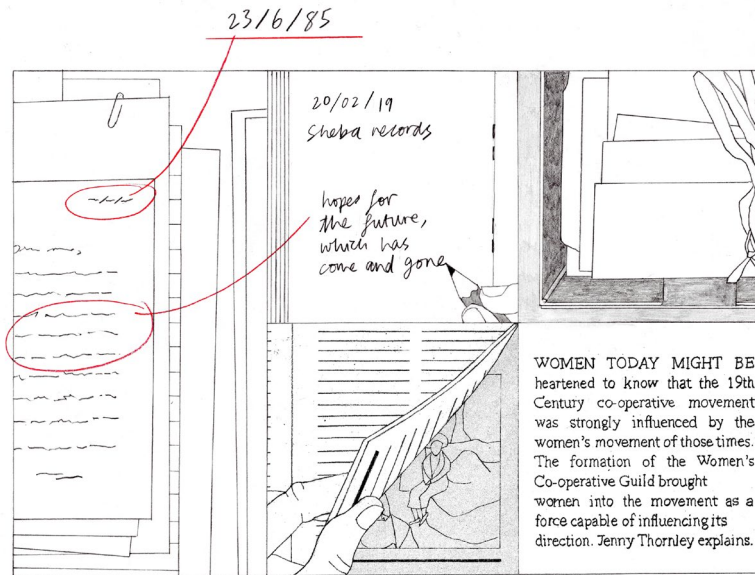 23/6/85
20/02/19
Sheba records
hopes for
the future,
which has
come and gone
WOMEN TODAY MIGHT BE
heartened to know that the 19th
Century co-operative movement
was strongly influenced by the
women's movement of those times.
The formation of the Women's
Co-operative Guild brought
women into the movement as a
force capable of influencing its
direction. Jenny Thornley explains.